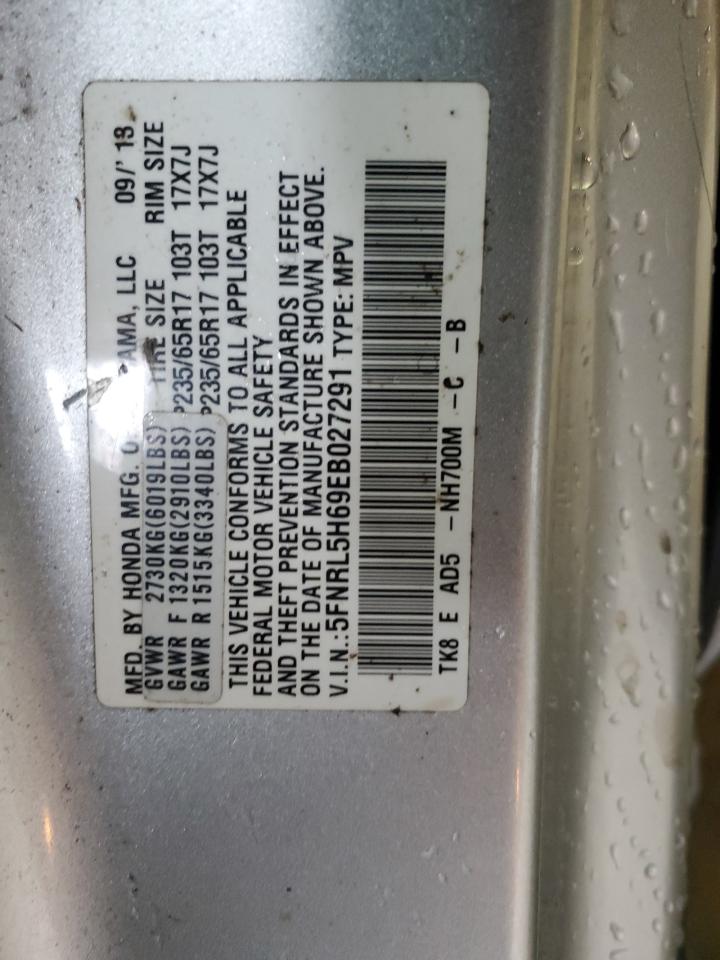 MFD. BY HONDA MFG. O AMA, LLC 09/'13
GVWR 2730KG(6019LBS) TIRE SIZE RIM SIZE
GAWR F 1320KG(2910LBS) P235/65R17 103T 17X7J
GAWR R 1515KG(3340LBS) P235/65R17 103T 17X7J
THIS VEHICLE CONFORMS TO ALL APPLICABLE
FEDERAL MOTOR VEHICLE SAFETY
AND THEFT PREVENTION STANDARDS IN EFFECT
ON THE DATE OF MANUFACTURE SHOWN ABOVE.
V.I.N.:5FNRL5H69EB027291 TYPE: MPV
TK8 E AD5 -NH700M -C -B